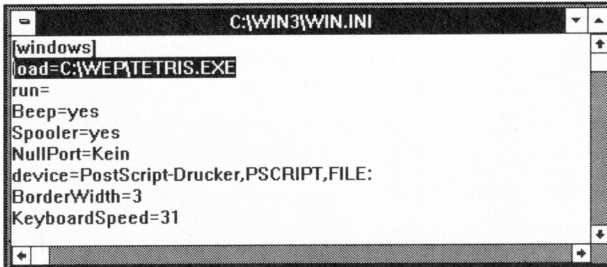 C:\WIN3\WIN.INI
[windows]
load=C:\WEP\TETRIS.EXE
run=
Beep=yes
Spooler=yes
NullPort=Kein
device=PostScript-Drucker,PSCRIPT,FILE:
BorderWidth=3
KeyboardSpeed=31